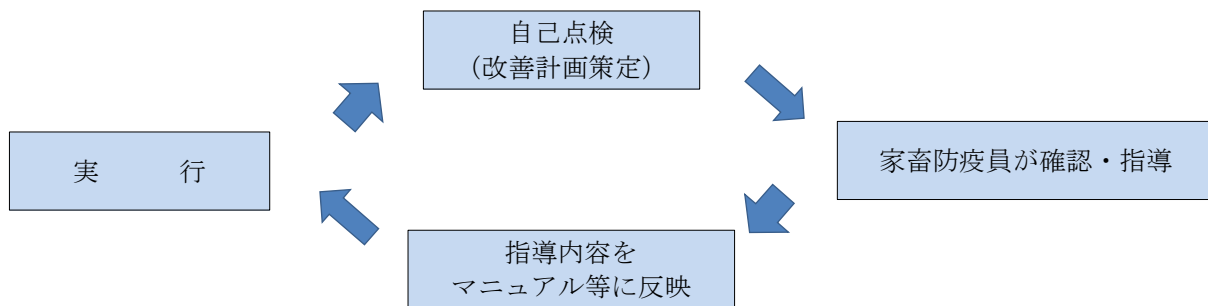 自己点検
（改善計画策定）
家畜防疫員が確認・指導
指導内容を
マニュアル等に反映
実　　　行